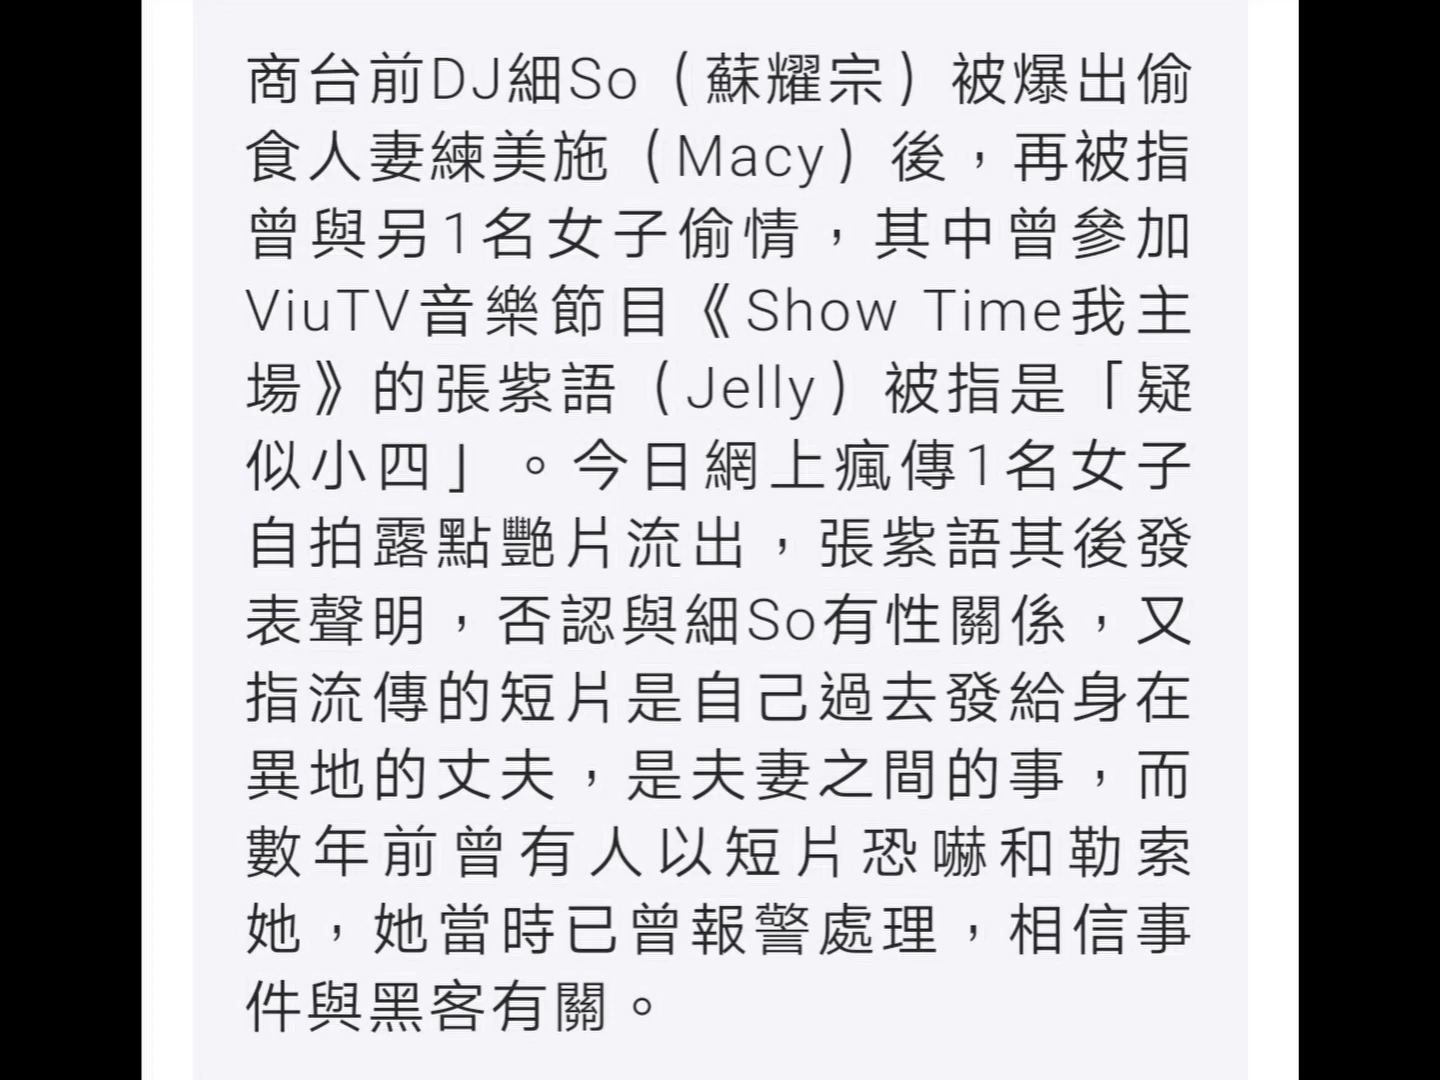 商台前DJ細So（蘇耀宗）被爆出偷
食人妻練美施（Macy）後，再被指
曾與另1名女子偷情，其中曾參加
ViuTV音樂節目《Show Time我主
場》的張紫語（Jelly）被指是「疑
似小四」。今日網上瘋傳1名女子
自拍露點艷片流出，張紫語其後發
表聲明，否認與細So有性關係，又
指流傳的短片是自己過去發給身在
異地的丈夫，是夫妻之間的事，而
數年前曾有人以短片恐嚇和勒索
她，她當時已曾報警處理，相信事
件與黑客有關。